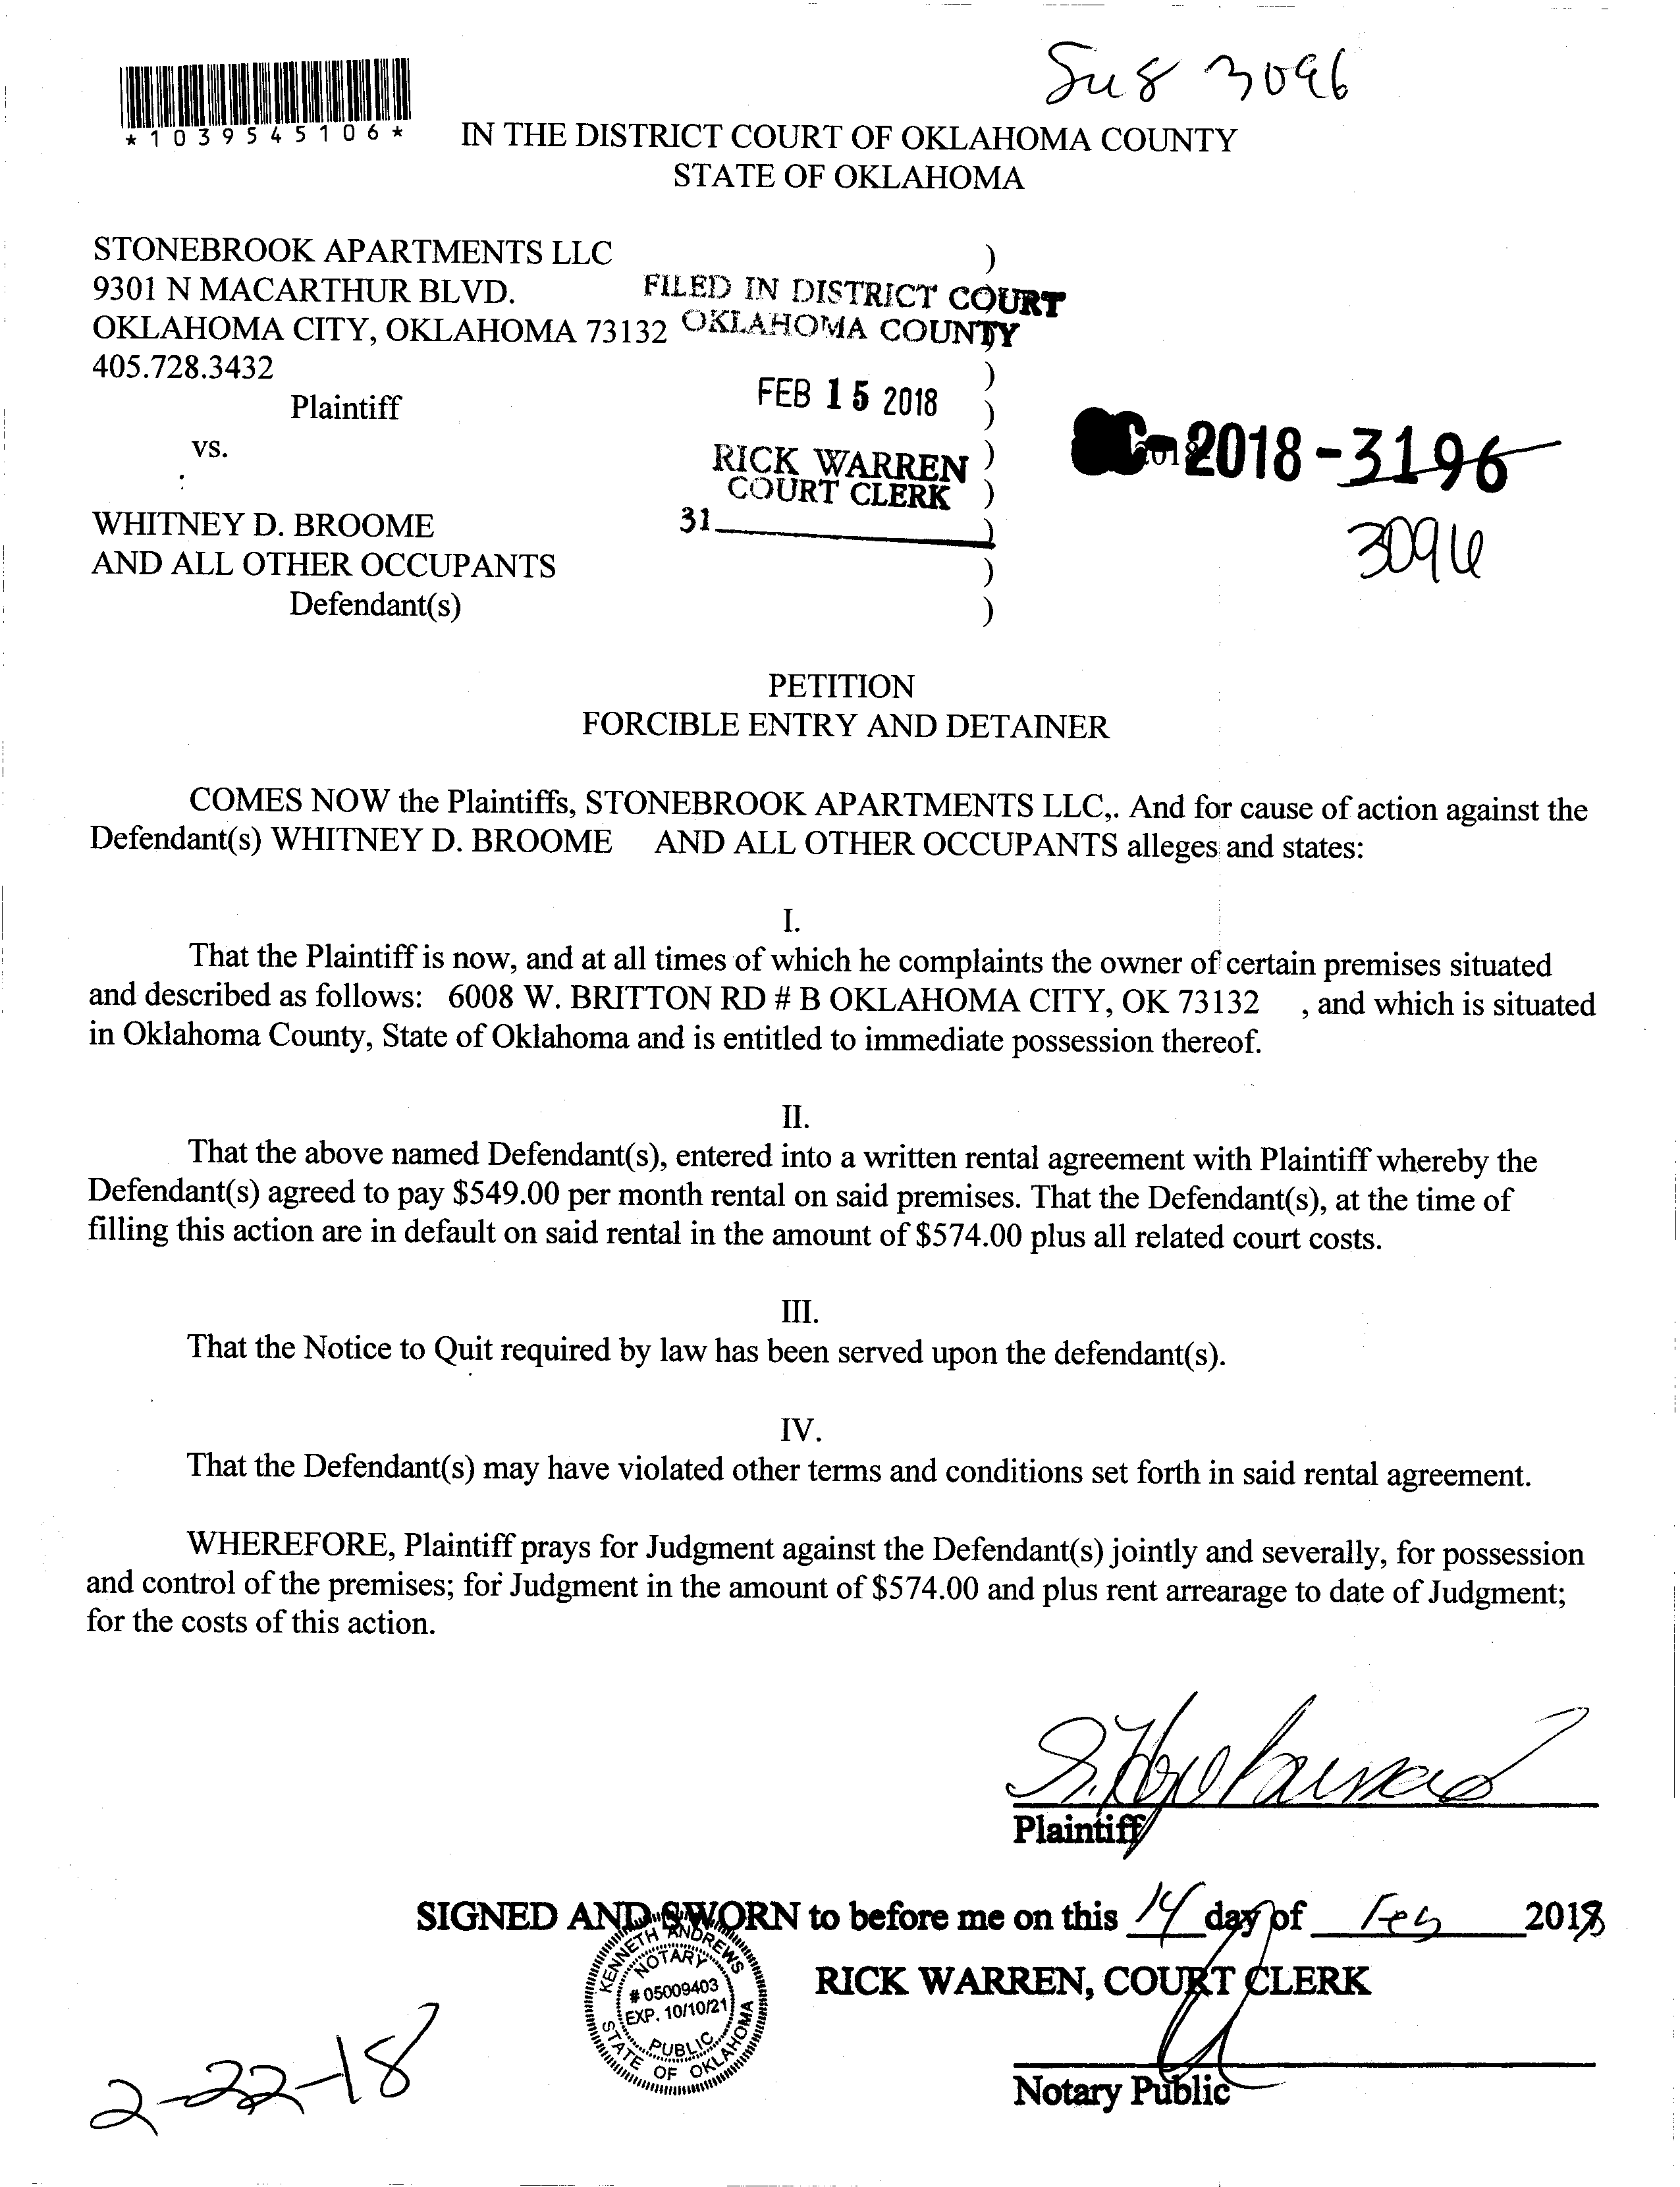 Su 8 3096
*1039545106*
IN THE DISTRICT COURT OF OKLAHOMA COUNTY
STATE OF OKLAHOMA
STONEBROOK APARTMENTS LLC )
9301 N MACARTHUR BLVD. FILED IN DISTRICT COURT
OKLAHOMA CITY, OKLAHOMA 73132 OKLAHOMA COUNTY )
405.728.3432 )
Plaintiff FEB 15 2018 )
vs. RICK WARREN )
: COURT CLERK )
2018-3196
WHITNEY D. BROOME 31 )
3096
AND ALL OTHER OCCUPANTS )
Defendant(s) )
PETITION
FORCIBLE ENTRY AND DETAINER
COMES NOW the Plaintiffs, STONEBROOK APARTMENTS LLC,. And for cause of action against the
Defendant(s) WHITNEY D. BROOME AND ALL OTHER OCCUPANTS alleges and states:
I.
That the Plaintiff is now, and at all times of which he complaints the owner of certain premises situated
and described as follows: 6008 W. BRITTON RD # B OKLAHOMA CITY, OK 73132 , and which is situated
in Oklahoma County, State of Oklahoma and is entitled to immediate possession thereof.
II.
That the above named Defendant(s), entered into a written rental agreement with Plaintiff whereby the
Defendant(s) agreed to pay $549.00 per month rental on said premises. That the Defendant(s), at the time of
filling this action are in default on said rental in the amount of $574.00 plus all related court costs.
III.
That the Notice to Quit required by law has been served upon the defendant(s).
IV.
That the Defendant(s) may have violated other terms and conditions set forth in said rental agreement.
WHEREFORE, Plaintiff prays for Judgment against the Defendant(s) jointly and severally, for possession
and control of the premises; for Judgment in the amount of $574.00 and plus rent arrearage to date of Judgment;
for the costs of this action.
Plaintiff
SIGNED AND SWORN to before me on this 14 day of Feb 2018
KENNETH ANDREWS
NOTARY
# 05009403
EXP. 10/10/21
PUBLIC
STATE OF OKLAHOMA
RICK WARREN, COURT CLERK
2-22-18
Notary Public